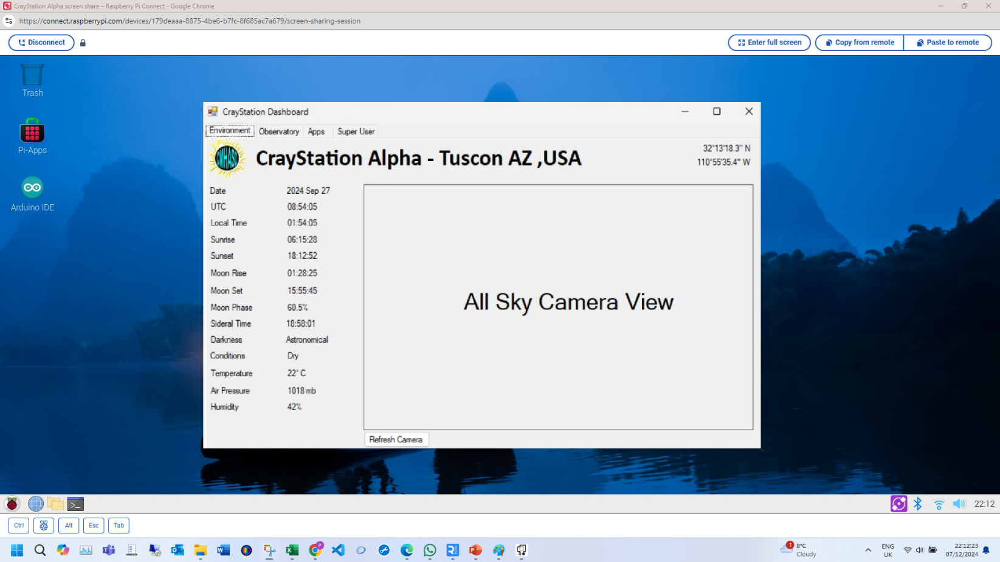 CrayStation Alpha screen share – Raspberry Pi Connect - Google Chrome
https://connect.raspberrypi.com/devices/179deaaa-8875-4be6-b7fc-8f685ac7a679/screen-sharing-session
Disconnect
Enter full screen
Copy from remote
Paste to remote
Trash
Pi-Apps
Arduino IDE
CrayStation Dashboard
Environment Observatory Apps Super User
CMHASD
CrayStation Alpha - Tuscon AZ ,USA
32°13'18.3" N
110°55'35.4" W
Date 2024 Sep 27
UTC 08:54:05
Local Time 01:54:05
Sunrise 06:15:28
Sunset 18:12:52
Moon Rise 01:28:25
Moon Set 15:55:45
Moon Phase 60.5%
Sideral Time 18:58:01
Darkness Astronomical
Conditions Dry
Temperature 22° C
Air Pressure 1018 mb
Humidity 42%
All Sky Camera View
Refresh Camera
22:12
Ctrl Alt Esc Tab
1
8°C
Cloudy
ENG
UK
22:12:23
07/12/2024